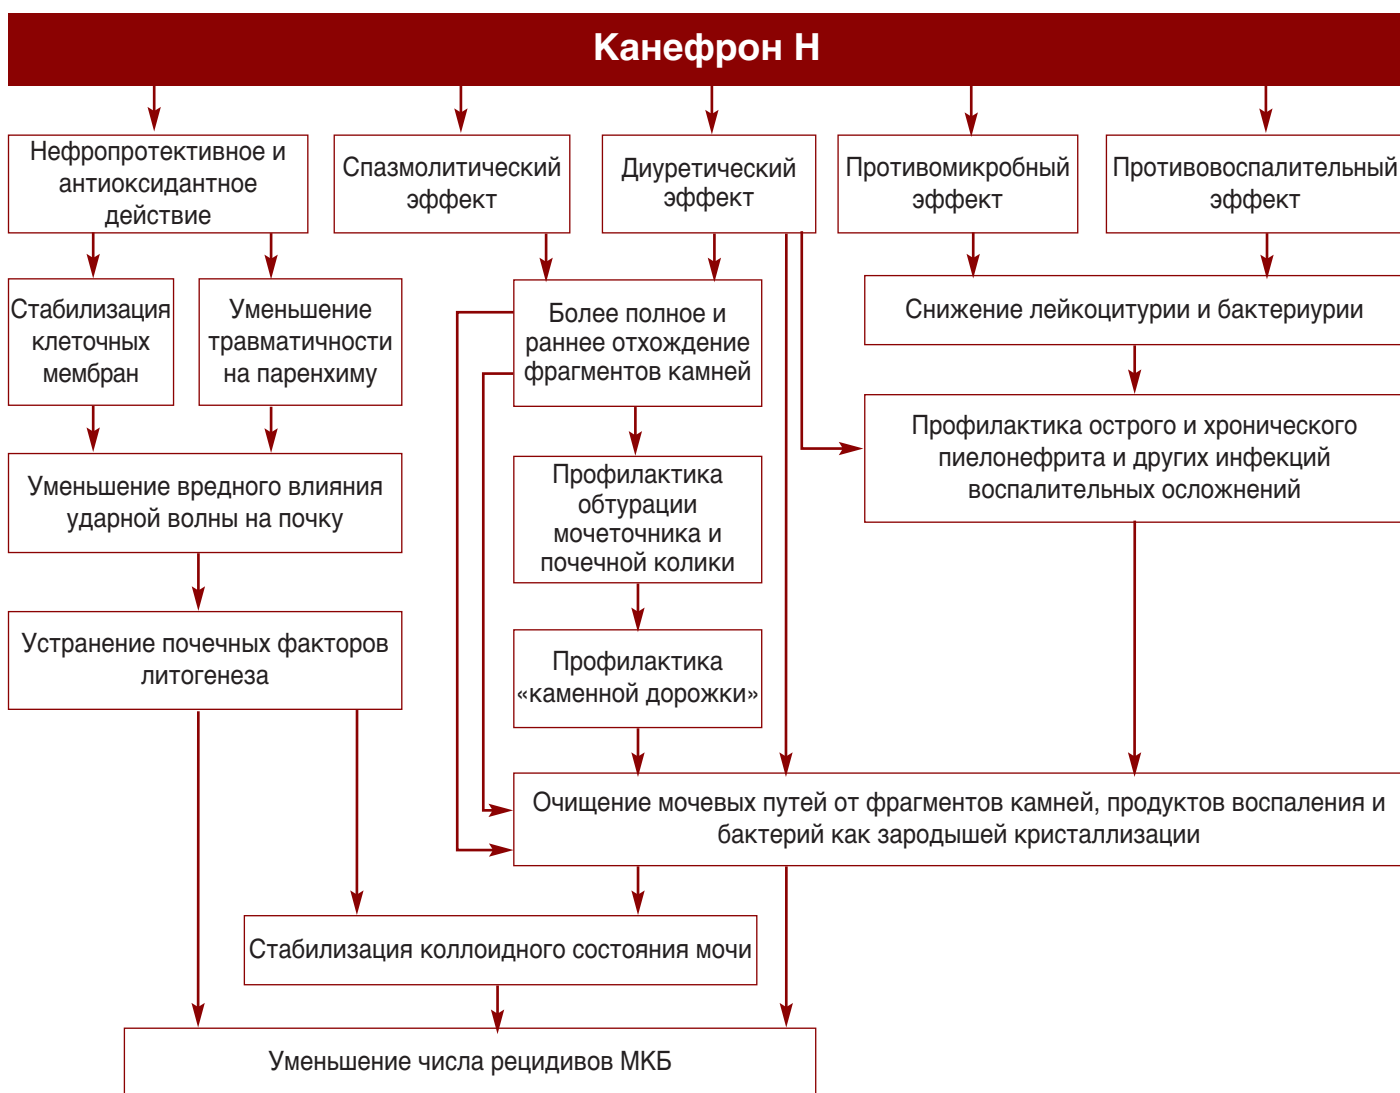 Канефрон Н
Нефропротективное и
антиоксидантное
действие
Спазмолитический
эффект
Диуретический
эффект
Противомикробный
эффект
Противовоспалительный
эффект
Стабилизация
клеточных
мембран
Уменьшение
травматичности
на паренхиму
Более полное и
раннее отхождение
фрагментов камней
Снижение лейкоцитурии и бактериурии
Профилактика острого и хронического
пиелонефрита и других инфекций
воспалительных осложнений
Уменьшение вредного влияния
ударной волны на почку
Профилактика
обтурации
мочеточника и
почечной колики
Устранение почечных факторов
литогенеза
Профилактика
«каменной дорожки»
Очищение мочевых путей от фрагментов камней, продуктов воспаления и
бактерий как зародышей кристаллизации
Стабилизация коллоидного состояния мочи
Уменьшение числа рецидивов МКБ